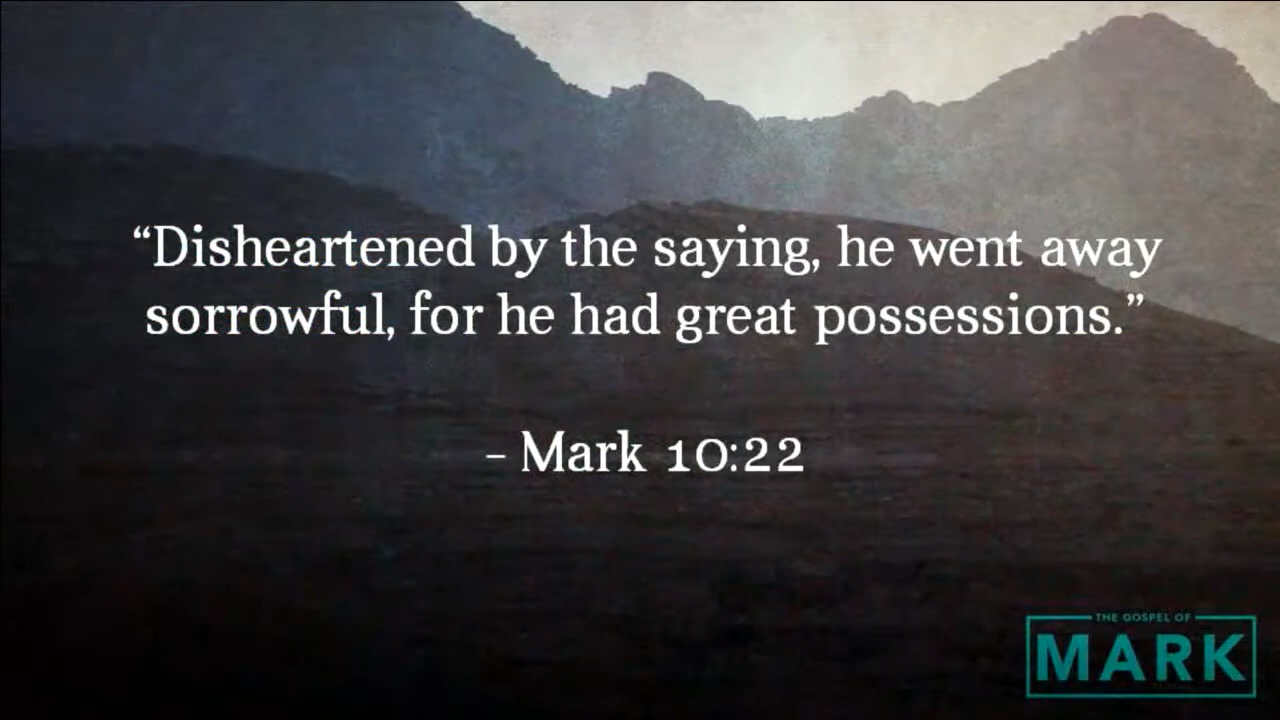 “Disheartened by the saying, he went away
sorrowful, for he had great possessions.”
– Mark 10:22
THE GOSPEL OF
MARK